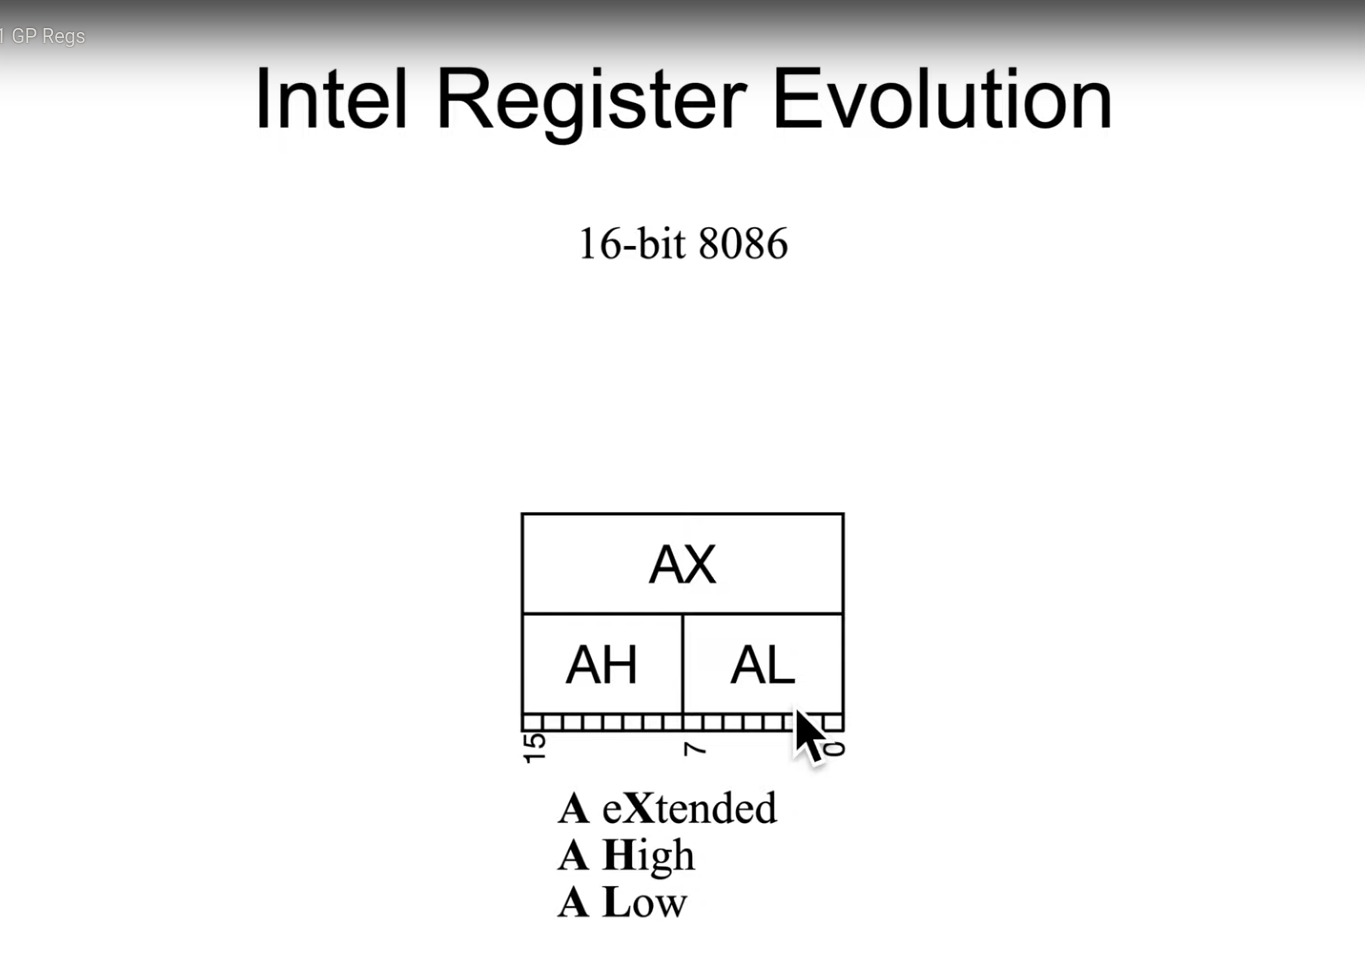 1 GP Regs
Intel Register Evolution
16-bit 8086
AX
AH AL
15 7 0
A eXtended
A High
A Low